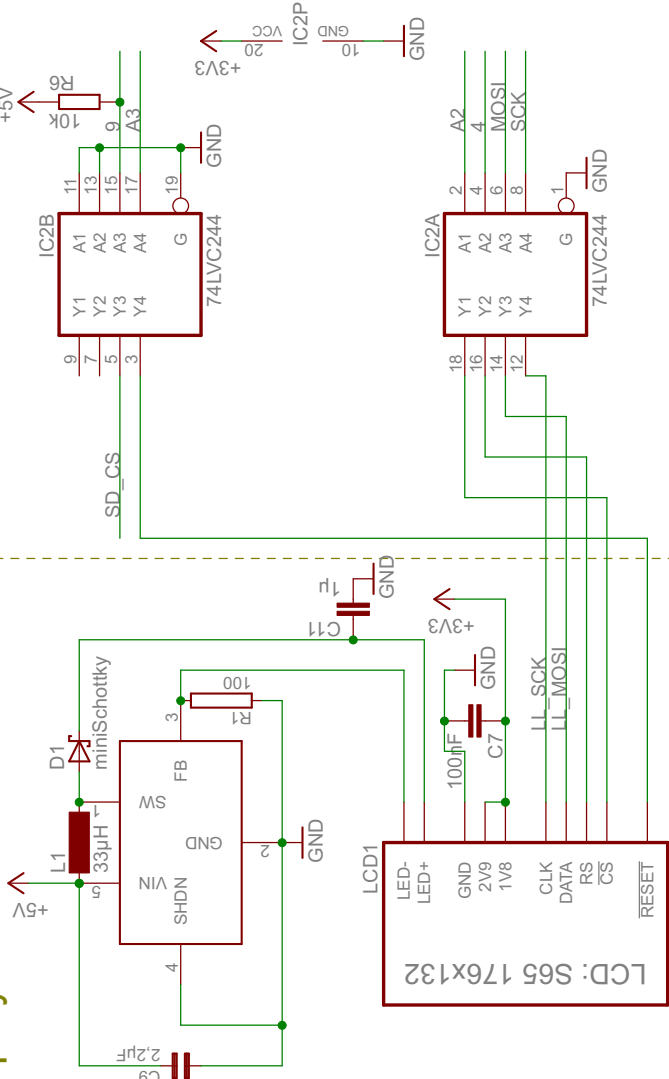 IC2P
VCC
20
GND
10
+3V3
GND
+5V
R6
10k
9
A3
GND
11
13
15
17
19
IC2B
A1
A2
A3
A4
G
Y1
Y2
Y3
Y4
74LVC244
9
7
5
3
SD_CS
A2
4
MOSI
SCK
2
4
6
8
1
GND
IC2A
A1
A2
A3
A4
G
Y1
Y2
Y3
Y4
74LVC244
18
16
14
12
1µ
C11
GND
+3V3
GND
100nF
C7
LL_SCK
LL_MOSI
D1
miniSchottky
L1
33µH
+5V
3
R1
100
FB
SW
1
GND
2
GND
VIN
5
SHDN
4
2,2µF
C9
LCD1
LED-
LED+
GND
2V9
1V8
CLK
DATA
RS
CS
RESET
LCD: S65 176x132